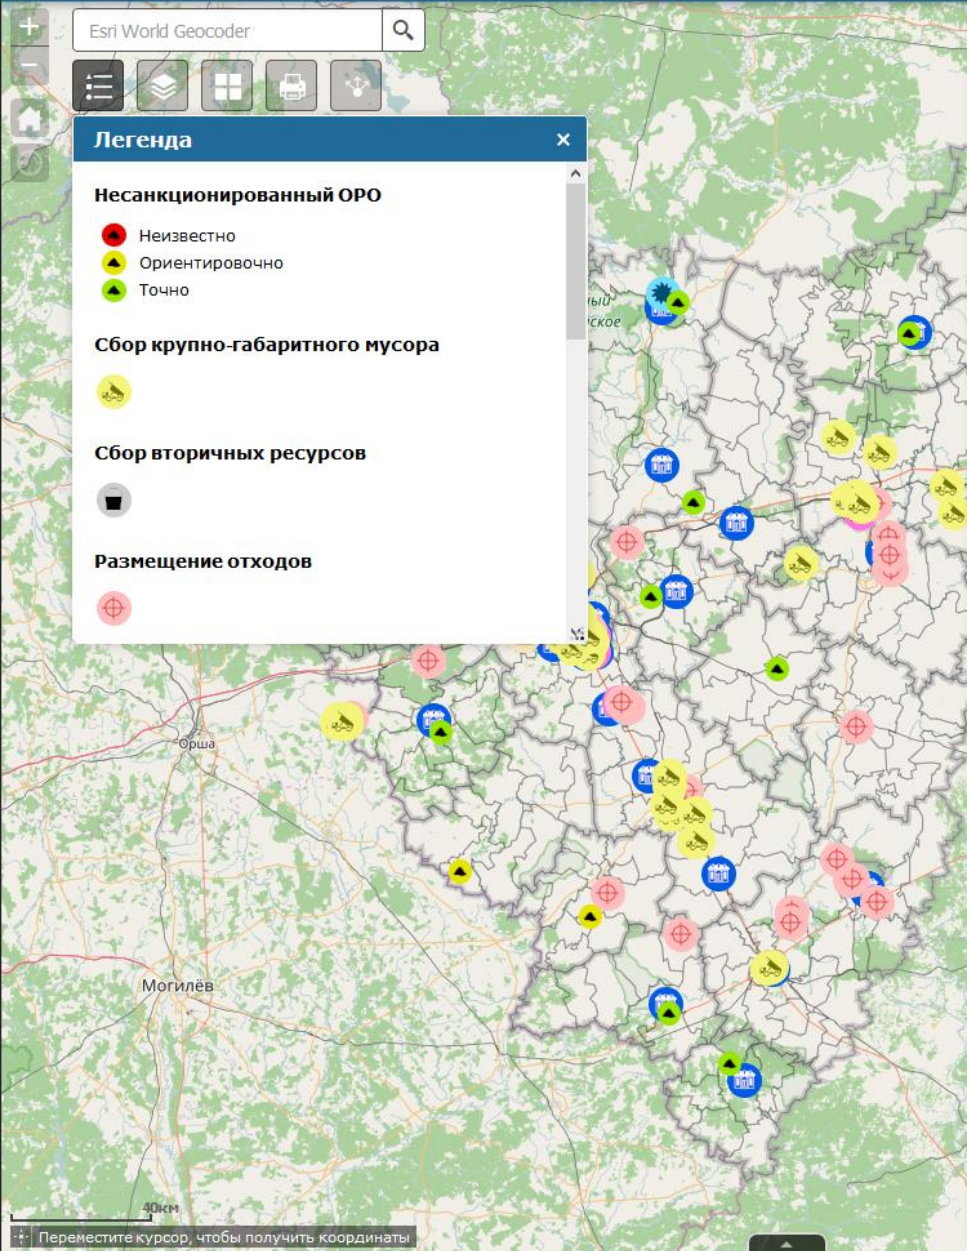 Esri World Geocoder
Легенда
Несанкционированный ОРО
Неизвестно
Ориентировочно
Точно
Сбор крупно-габаритного мусора
Сбор вторичных ресурсов
Размещение отходов
Орша
Могилёв
40км
Переместите курсор, чтобы получить координаты